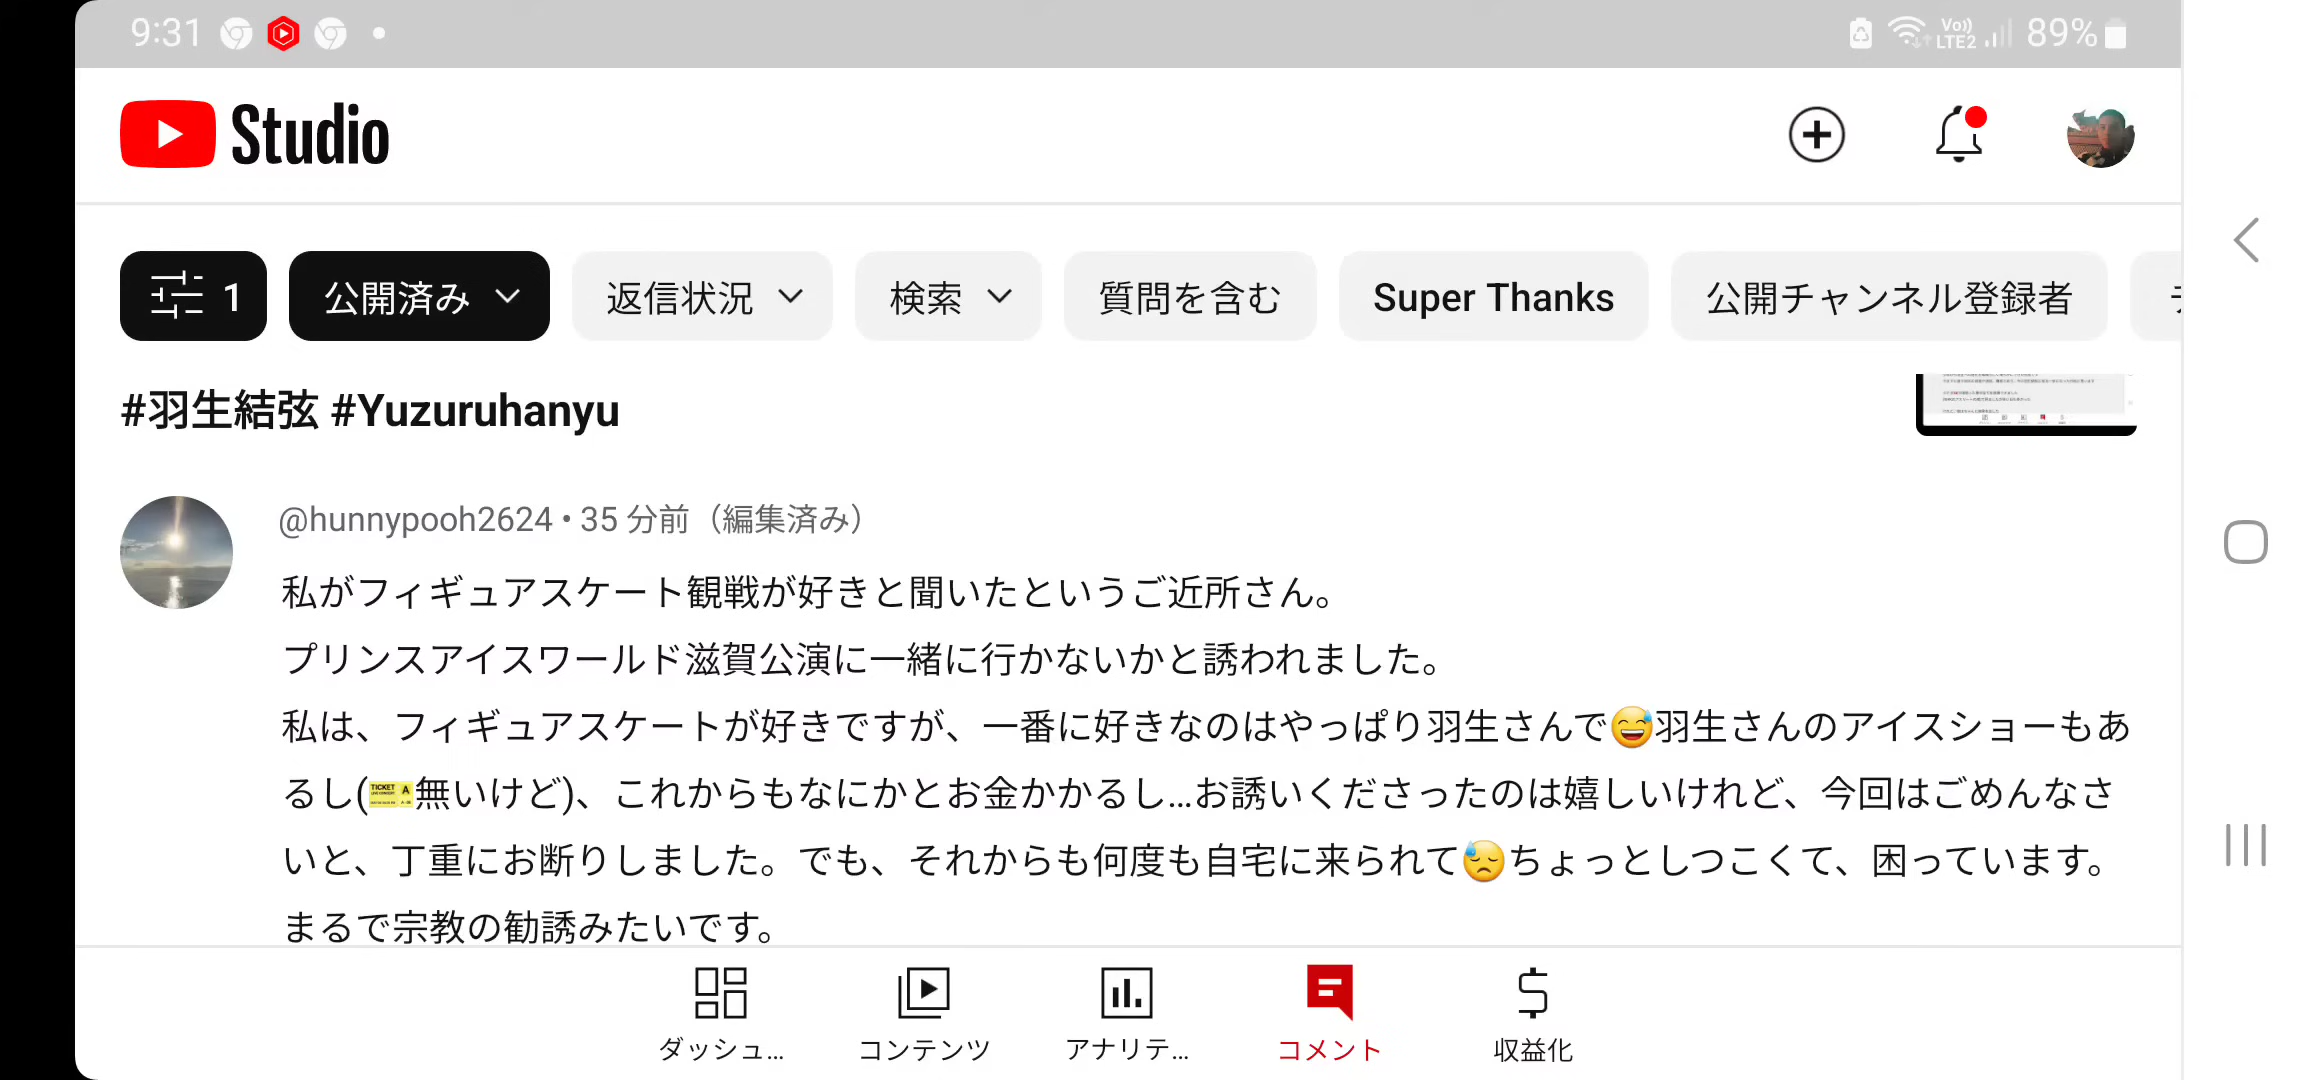 9:31
Vo)) LTE2 89%
Studio
1 公開済み 返信状況 検索 質問を含む Super Thanks 公開チャンネル登録者
#羽生結弦 #Yuzuruhanyu
@hunnypooh2624 • 35 分前（編集済み）
私がフィギュアスケート観戦が好きと聞いたというご近所さん。
プリンスアイスワールド滋賀公演に一緒に行かないかと誘われました。
私は、フィギュアスケートが好きですが、一番に好きなのはやっぱり羽生さんで😅羽生さんのアイスショーもあ
るし(🎫無いけど)、これからもなにかとお金かかるし...お誘いくださったのは嬉しいけれど、今回はごめんなさ
いと、丁重にお断りしました。でも、それからも何度も自宅に来られて😓ちょっとしつこくて、困っています。
まるで宗教の勧誘みたいです。
ダッシュ... コンテンツ アナリテ... コメント 収益化